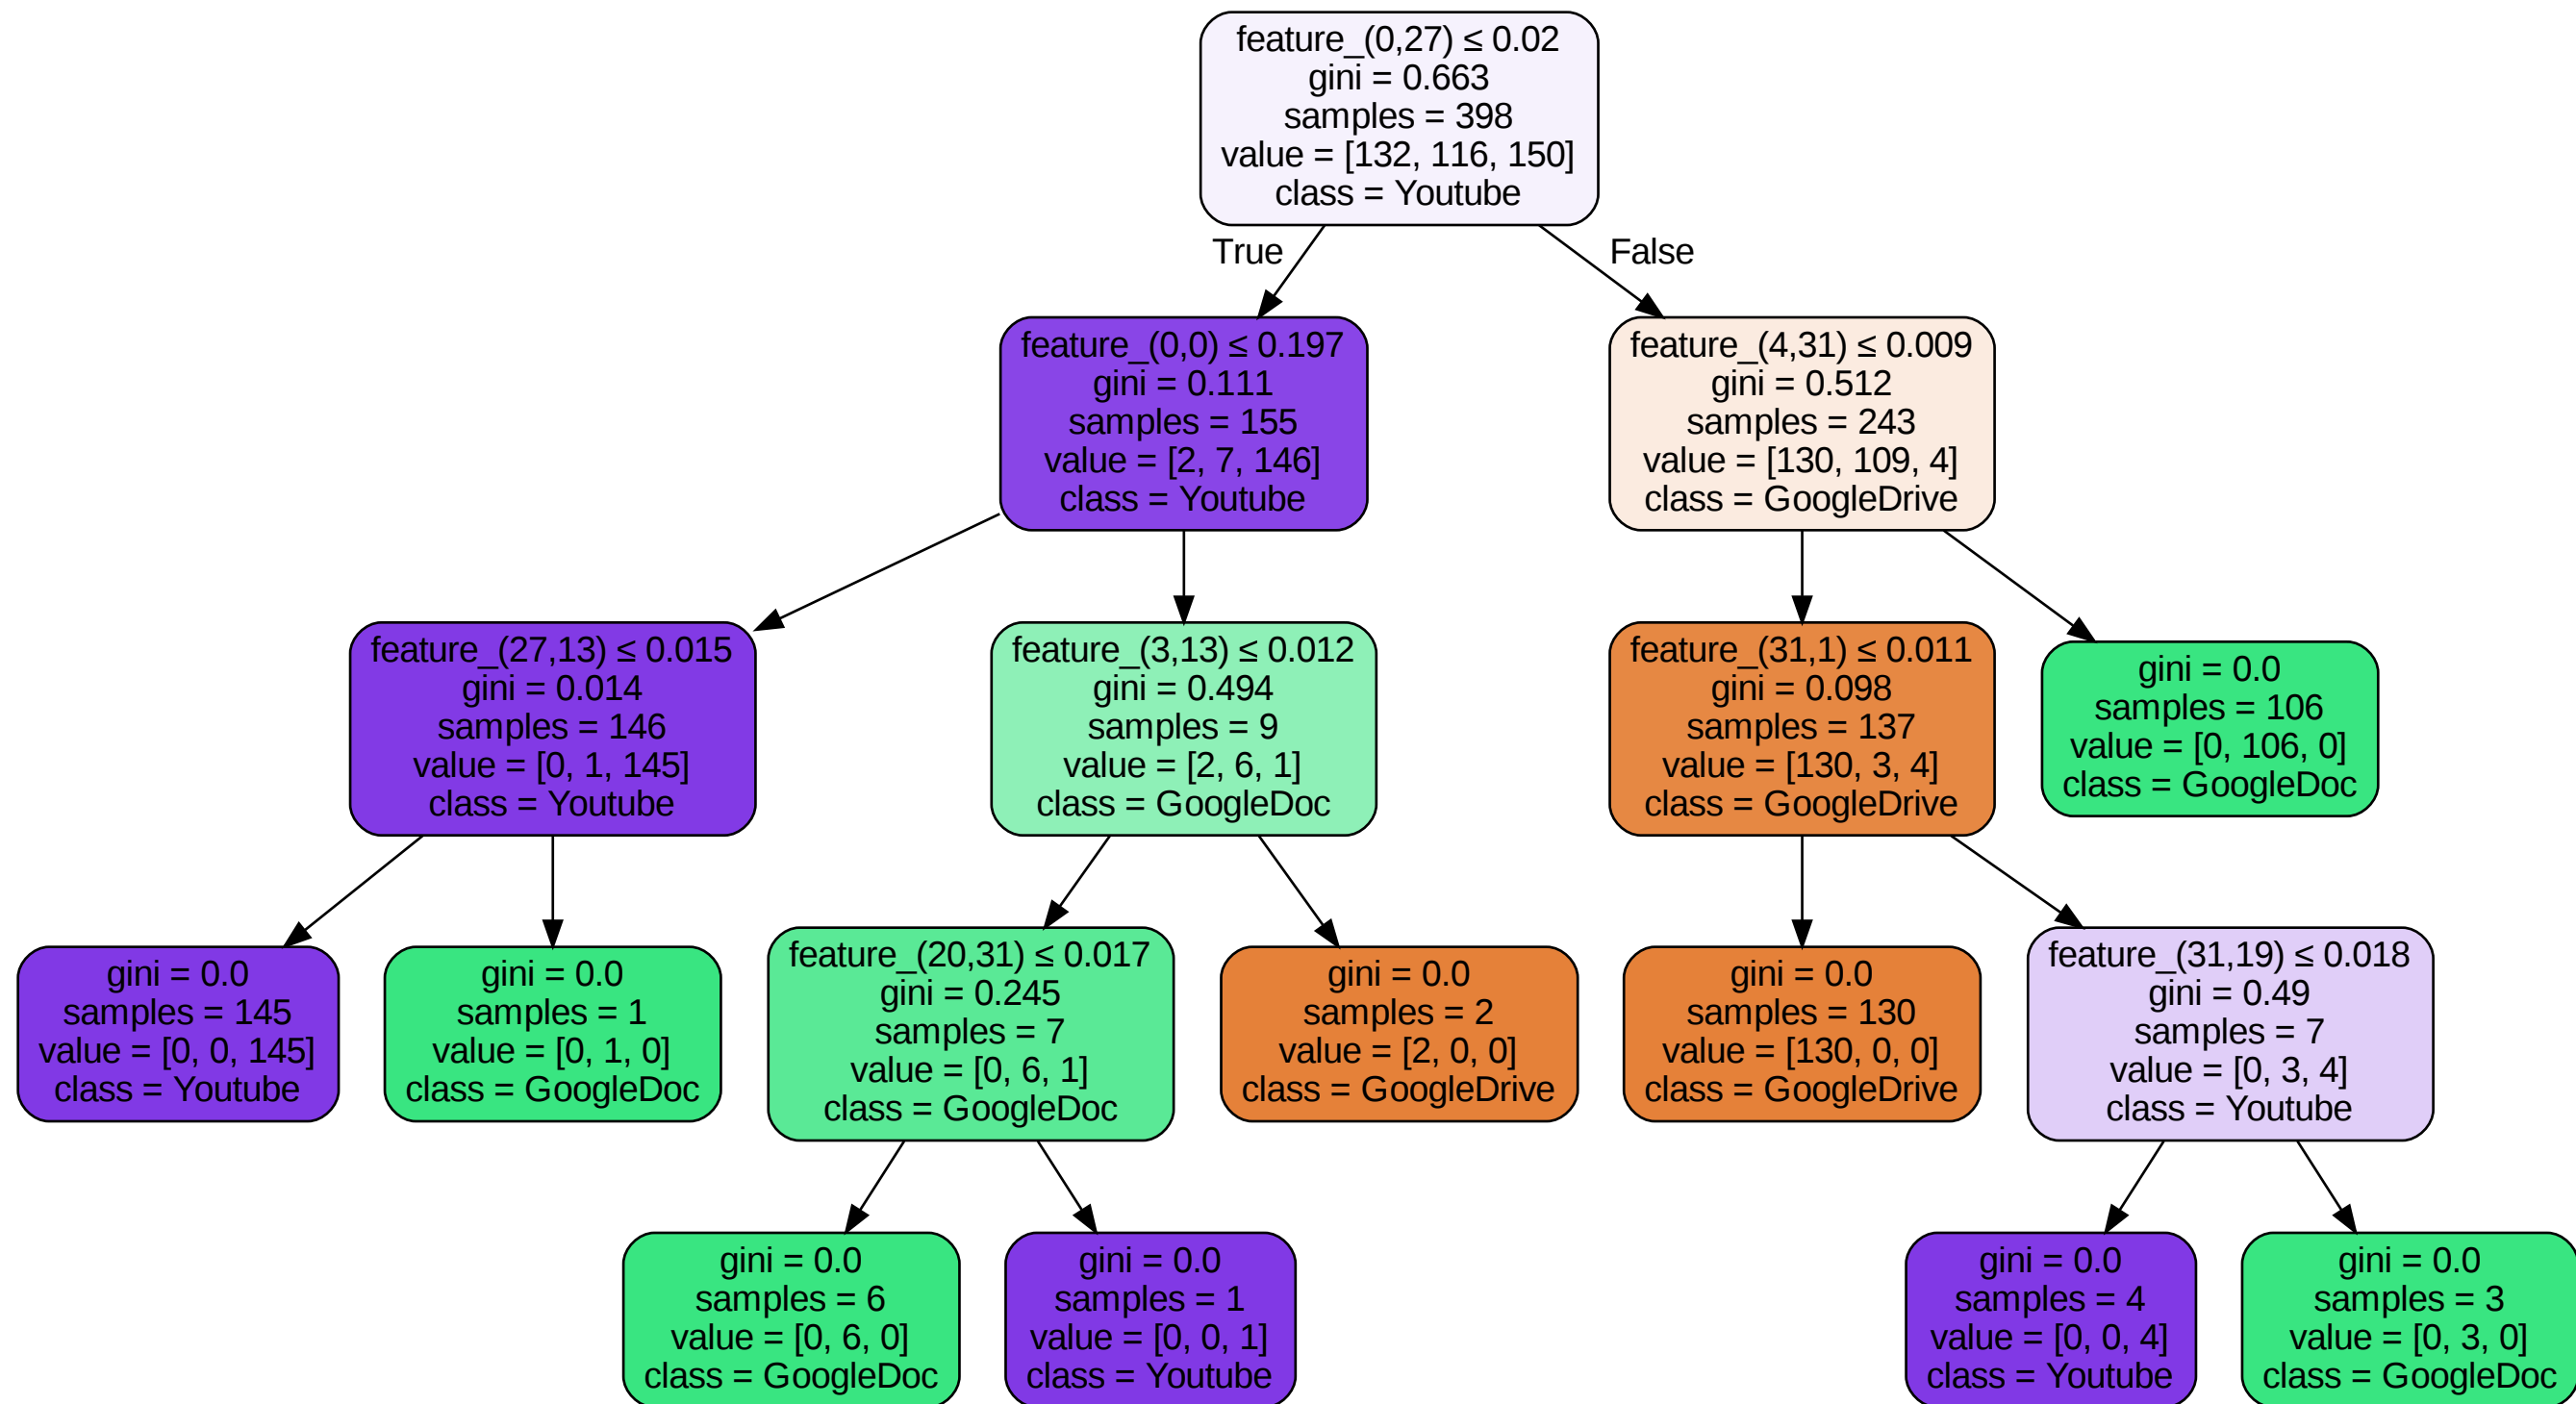 feature_(0,27) ≤ 0.02
gini = 0.663
samples = 398
value = [132, 116, 150]
class = Youtube
True
False
feature_(0,0) ≤ 0.197
gini = 0.111
samples = 155
value = [2, 7, 146]
class = Youtube
feature_(4,31) ≤ 0.009
gini = 0.512
samples = 243
value = [130, 109, 4]
class = GoogleDrive
feature_(27,13) ≤ 0.015
gini = 0.014
samples = 146
value = [0, 1, 145]
class = Youtube
feature_(3,13) ≤ 0.012
gini = 0.494
samples = 9
value = [2, 6, 1]
class = GoogleDoc
feature_(31,1) ≤ 0.011
gini = 0.098
samples = 137
value = [130, 3, 4]
class = GoogleDrive
gini = 0.0
samples = 106
value = [0, 106, 0]
class = GoogleDoc
gini = 0.0
samples = 145
value = [0, 0, 145]
class = Youtube
gini = 0.0
samples = 1
value = [0, 1, 0]
class = GoogleDoc
feature_(20,31) ≤ 0.017
gini = 0.245
samples = 7
value = [0, 6, 1]
class = GoogleDoc
gini = 0.0
samples = 2
value = [2, 0, 0]
class = GoogleDrive
gini = 0.0
samples = 130
value = [130, 0, 0]
class = GoogleDrive
feature_(31,19) ≤ 0.018
gini = 0.49
samples = 7
value = [0, 3, 4]
class = Youtube
gini = 0.0
samples = 6
value = [0, 6, 0]
class = GoogleDoc
gini = 0.0
samples = 1
value = [0, 0, 1]
class = Youtube
gini = 0.0
samples = 4
value = [0, 0, 4]
class = Youtube
gini = 0.0
samples = 3
value = [0, 3, 0]
class = GoogleDoc